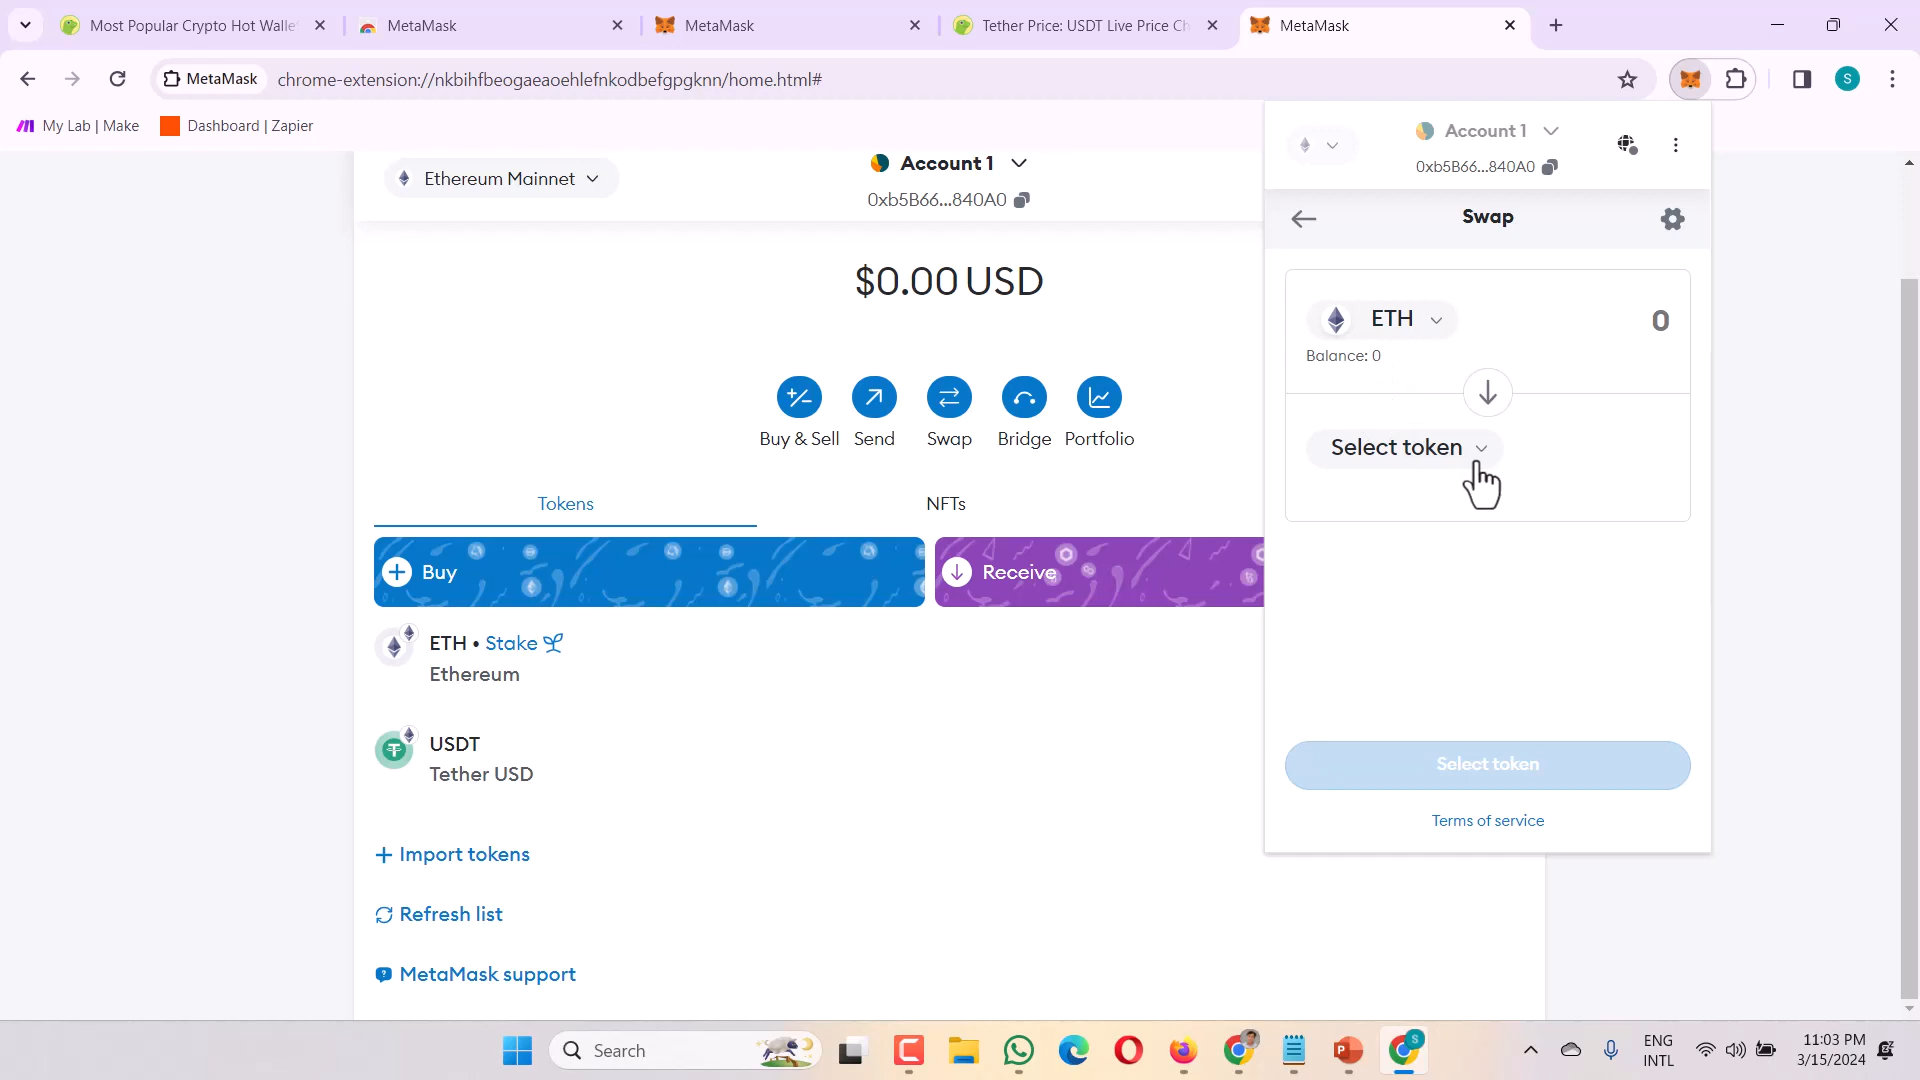 Most Popular Crypto Hot Walle
MetaMask
MetaMask
Tether Price: USDT Live Price Ch
MetaMask
MetaMask
chrome-extension://nkbihfbeogaeaoehlefnkodbefgpgknn/home.html#
S
My Lab | Make
Dashboard | Zapier
Ethereum Mainnet
Account 1
0xb5B66...840A0
$0.00 USD
Buy & Sell
Send
Swap
Bridge
Portfolio
Tokens
NFTs
Buy
Receive
ETH • Stake
Ethereum
USDT
Tether USD
+ Import tokens
Refresh list
MetaMask support
Account 1
0xb5B66...840A0
Swap
ETH
0
Balance: 0
Select token
Select token
Terms of service
Search
S
ENG
INTL
11:03 PM
3/15/2024